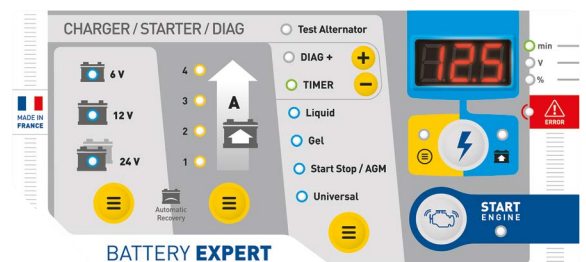 CHARGER / STARTER / DIAG
6 V
12 V
24 V
MADE IN
FRANCE
4
3
2
1
A
Automatic
Recovery
Test Alternator
DIAG +
TIMER
+
−
Liquid
Gel
Start Stop / AGM
Universal
12.5
min
V
%
ERROR
START
ENGINE
BATTERY EXPERT